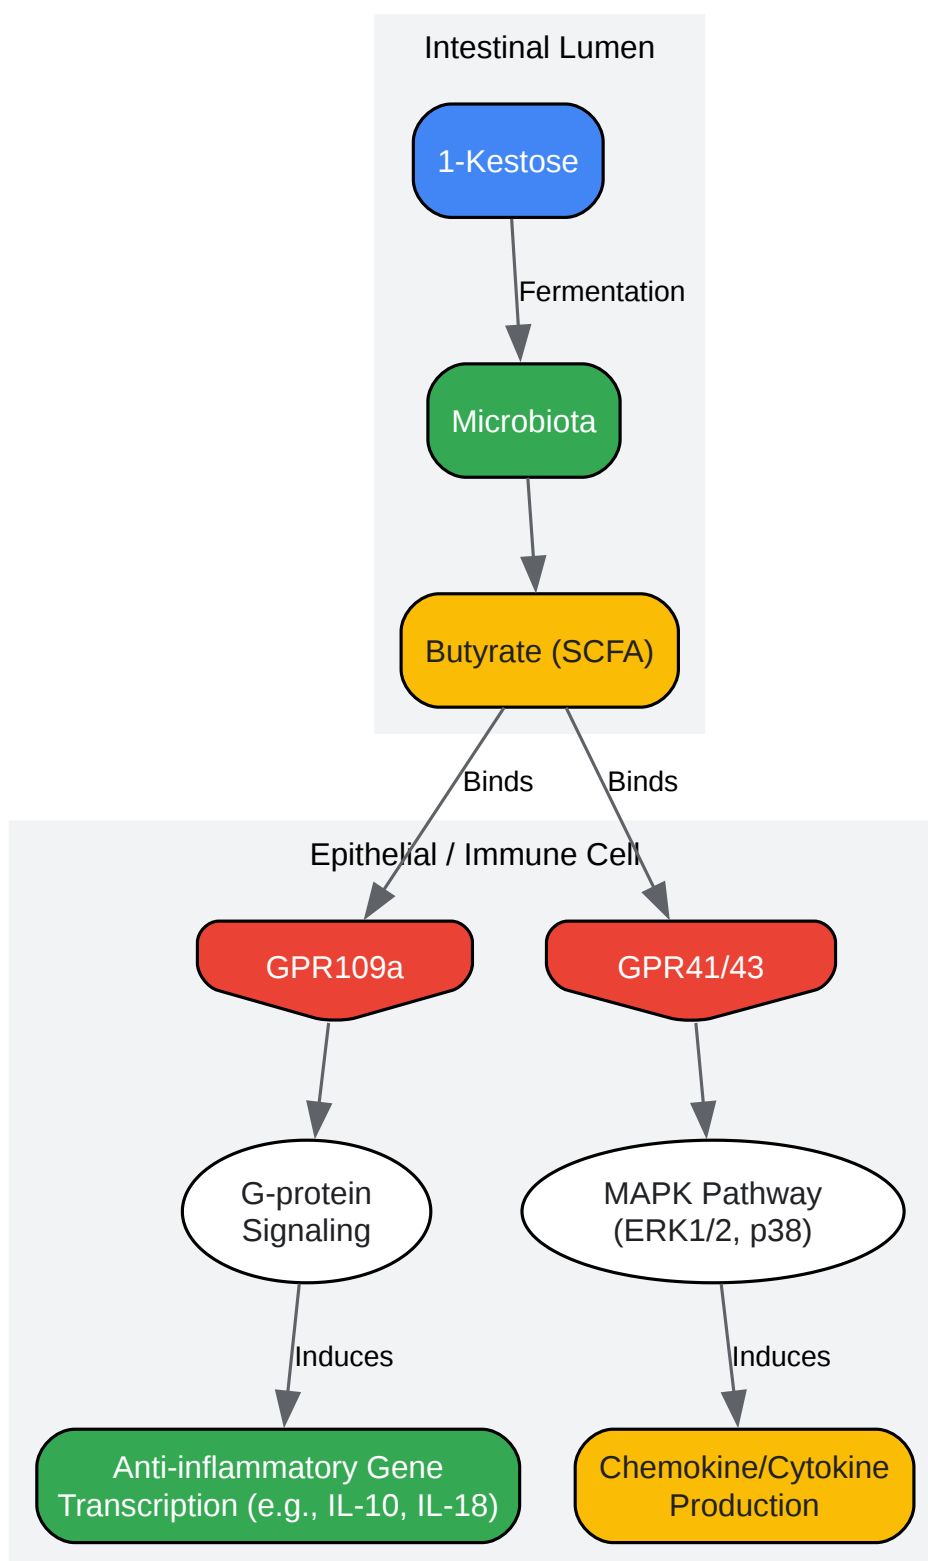 Intestinal Lumen
1-Kestose
Fermentation
Microbiota
Butyrate (SCFA)
Binds
Binds
Epithelial / Immune Cell
GPR109a
GPR41/43
G-protein
Signaling
MAPK Pathway
(ERK1/2, p38)
Induces
Induces
Anti-inflammatory Gene
Transcription (e.g., IL-10, IL-18)
Chemokine/Cytokine
Production